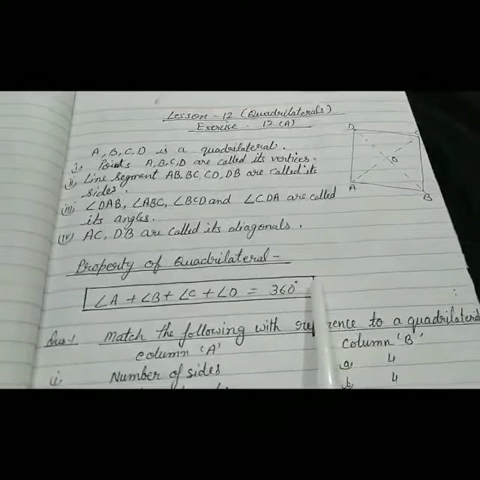 Lesson - 12 (Quadrilaterals)
Exercise - 12(A)
A, B, C, D is a quadrilateral.
i) Points A, B, C, D are called its vertices.
ii) Line segment AB, BC, CD, DB are called its
sides.
iii) ∠DAB, ∠ABC, ∠BCD and ∠CDA are called
its angles.
(iv) AC, DB are called its diagonals.
D
O
A
B
Property of Quadrilateral-
∠A + ∠B + ∠C + ∠D = 360°
Ques-1 Match the following with reference to a quadrilateral
column 'A' column 'B'
i. Number of sides a) 4
b) 4